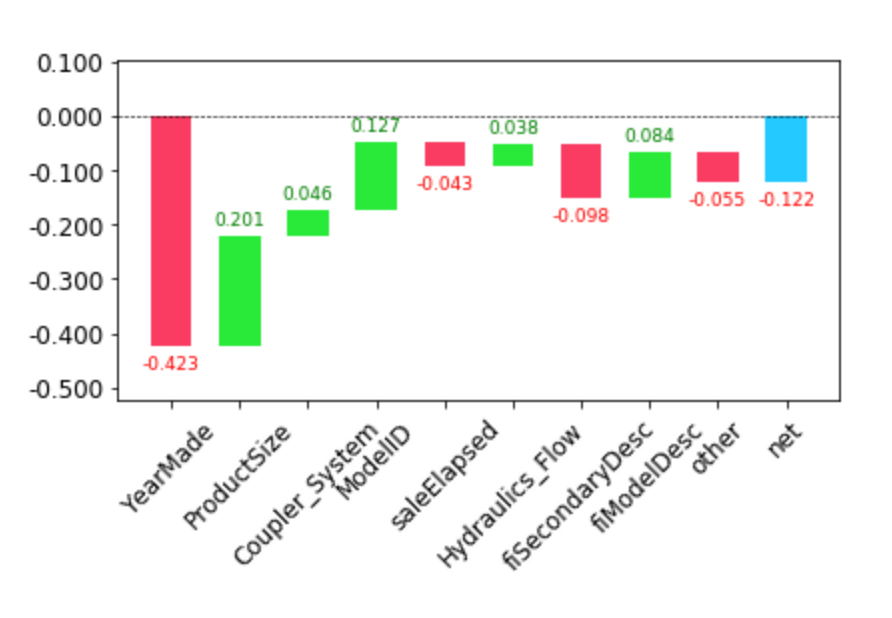 0.100
0.000
-0.100
-0.200
-0.300
-0.400
-0.500
-0.423
0.201
0.046
0.127
-0.043
0.038
-0.098
0.084
-0.055
-0.122
YearMade
ProductSize
Coupler_System
ModelID
saleElapsed
Hydraulics_Flow
fiSecondaryDesc
fiModelDesc
other
net